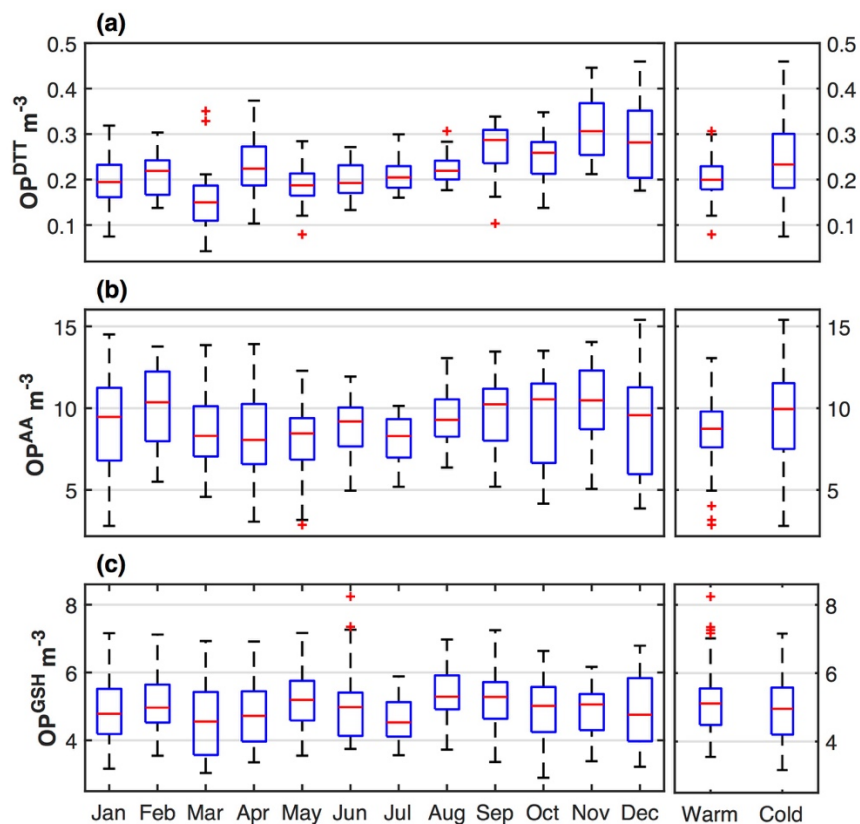 (a)
0.5 0.5
0.4 0.4
0.3 0.3
0.2 0.2
0.1 0.1
OP^DTT m^-3
(b)
15 15
10 10
5 5
OP^AA m^-3
(c)
8 8
6 6
4 4
OP^GSH m^-3
Jan Feb Mar Apr May Jun Jul Aug Sep Oct Nov Dec Warm Cold